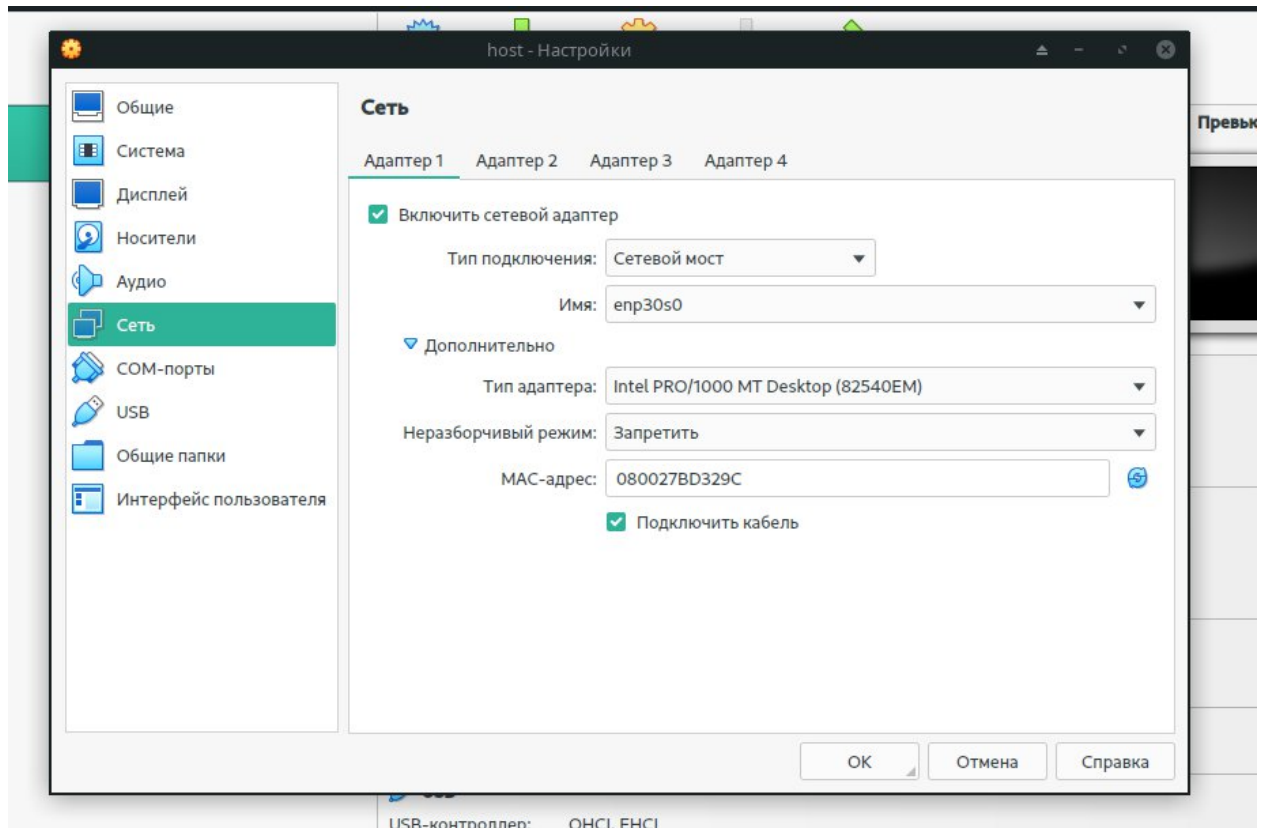 host - Настройки
Общие
Система
Дисплей
Носители
Аудио
Сеть
COM-порты
USB
Общие папки
Интерфейс пользователя
Сеть
Адаптер 1 Адаптер 2 Адаптер 3 Адаптер 4
Включить сетевой адаптер
Тип подключения: Сетевой мост
Имя: enp30s0
Дополнительно
Тип адаптера: Intel PRO/1000 MT Desktop (82540EM)
Неразборчивый режим: Запретить
MAC-адрес: 080027BD329C
Подключить кабель
OK Отмена Справка
Превью
USB-контроллер: OHCI, EHCI